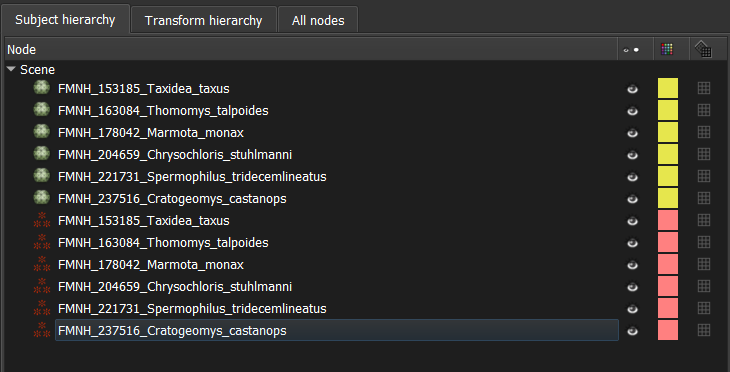 Subject hierarchy Transform hierarchy All nodes
Node
Scene
FMNH_153185_Taxidea_taxus
FMNH_163084_Thomomys_talpoides
FMNH_178042_Marmota_monax
FMNH_204659_Chrysochloris_stuhlmanni
FMNH_221731_Spermophilus_tridecemlineatus
FMNH_237516_Cratogeomys_castanops
FMNH_153185_Taxidea_taxus
FMNH_163084_Thomomys_talpoides
FMNH_178042_Marmota_monax
FMNH_204659_Chrysochloris_stuhlmanni
FMNH_221731_Spermophilus_tridecemlineatus
FMNH_237516_Cratogeomys_castanops